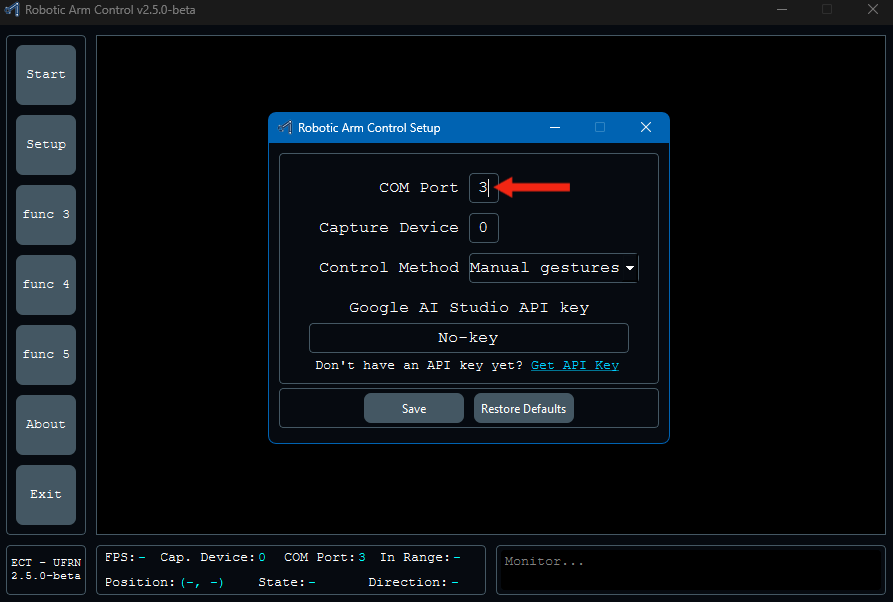 Robotic Arm Control v2.5.0-beta
Start
Setup
func 3
func 4
func 5
About
Exit
ECT - UFRN
2.5.0-beta
Robotic Arm Control Setup
COM Port 3
Capture Device 0
Control Method Manual gestures
Google AI Studio API key
No-key
Don't have an API key yet? Get API Key
Save Restore Defaults
FPS:- Cap. Device:0 COM Port:3 In Range:-
Position:(-, -) State:- Direction:-
Monitor...